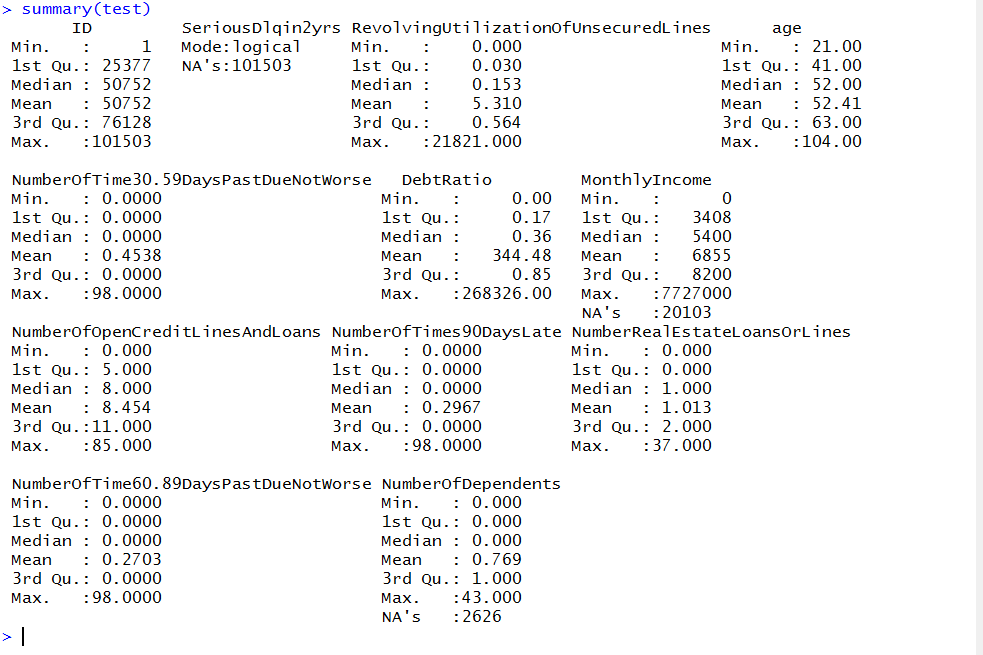 > summary(test)
       ID         SeriousDlqin2yrs RevolvingUtilizationOfUnsecuredLines      age
 Min.   :     1   Mode:logical     Min.   :    0.000                    Min.   : 21.00
 1st Qu.: 25377   NA's:101503      1st Qu.:    0.030                    1st Qu.: 41.00
 Median : 50752                    Median :    0.153                    Median : 52.00
 Mean   : 50752                    Mean   :    5.310                    Mean   : 52.41
 3rd Qu.: 76128                    3rd Qu.:    0.564                    3rd Qu.: 63.00
 Max.   :101503                    Max.   :21821.000                    Max.   :104.00

 NumberOfTime30.59DaysPastDueNotWorse   DebtRatio         MonthlyIncome
 Min.   : 0.0000                      Min.   :     0.00   Min.   :      0
 1st Qu.: 0.0000                      1st Qu.:     0.17   1st Qu.:   3408
 Median : 0.0000                      Median :     0.36   Median :   5400
 Mean   : 0.4538                      Mean   :   344.48   Mean   :   6855
 3rd Qu.: 0.0000                      3rd Qu.:     0.85   3rd Qu.:   8200
 Max.   :98.0000                      Max.   :268326.00   Max.   :7727000
                                                          NA's   :20103
 NumberOfOpenCreditLinesAndLoans NumberOfTimes90DaysLate NumberRealEstateLoansOrLines
 Min.   : 0.000                  Min.   : 0.0000         Min.   : 0.000
 1st Qu.: 5.000                  1st Qu.: 0.0000         1st Qu.: 0.000
 Median : 8.000                  Median : 0.0000         Median : 1.000
 Mean   : 8.454                  Mean   : 0.2967         Mean   : 1.013
 3rd Qu.:11.000                  3rd Qu.: 0.0000         3rd Qu.: 2.000
 Max.   :85.000                  Max.   :98.0000         Max.   :37.000

 NumberOfTime60.89DaysPastDueNotWorse NumberOfDependents
 Min.   : 0.0000                      Min.   : 0.000
 1st Qu.: 0.0000                      1st Qu.: 0.000
 Median : 0.0000                      Median : 0.000
 Mean   : 0.2703                      Mean   : 0.769
 3rd Qu.: 0.0000                      3rd Qu.: 1.000
 Max.   :98.0000                      Max.   :43.000
                                      NA's   :2626
>